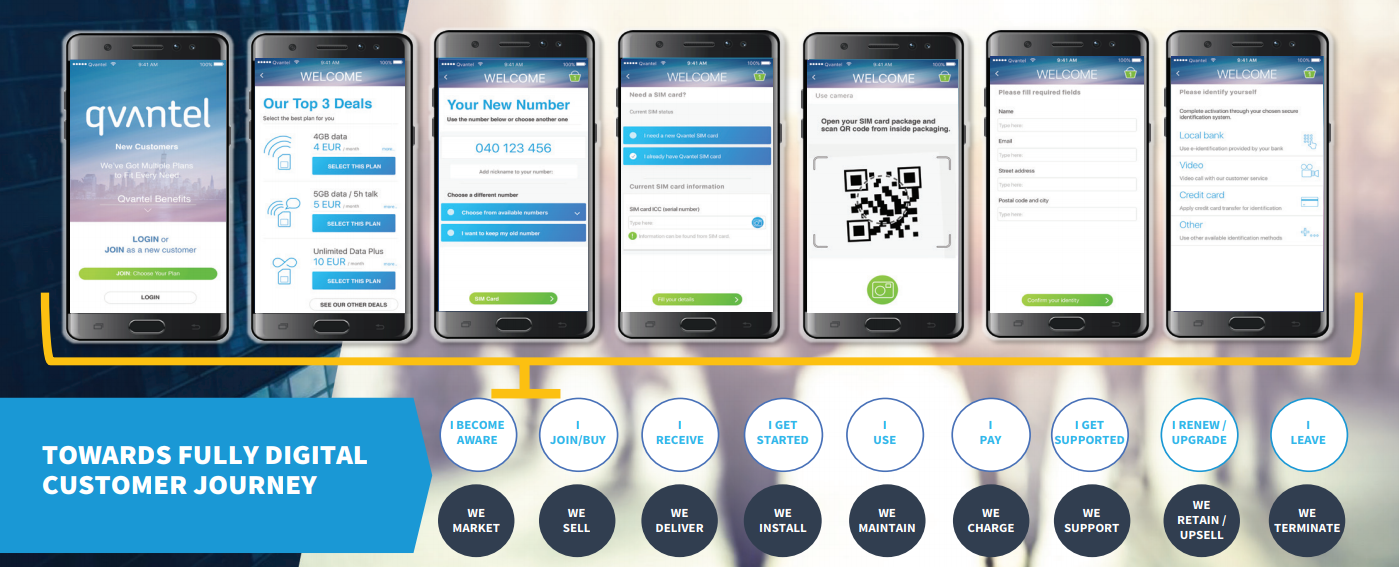 Qvantel 9:41 AM 100%
qvantel
New Customers
We've Got Multiple Plans
to Fit Every Need
Qvantel Benefits
LOGIN or
JOIN as a new customer
JOIN: Choose Your Plan
LOGIN
Qvantel 9:41 AM 100%
WELCOME
Our Top 3 Deals
Select the best plan for you
4GB data
4 EUR / month more..
SELECT THIS PLAN
5GB data / 5h talk
5 EUR / month more..
SELECT THIS PLAN
Unlimited Data Plus
10 EUR / month more..
SELECT THIS PLAN
SEE OUR OTHER DEALS
Qvantel 9:41 AM 100%
WELCOME 1
Your New Number
Use the number below or choose another one
040 123 456
Add nickname to your number:
Choose a different number
Choose from available numbers
I want to keep my old number
SIM Card
Qvantel 9:41 AM 100%
WELCOME 1
Need a SIM card?
Current SIM status
I need a new Qvantel SIM card
I already have Qvantel SIM card
Current SIM card information
SIM card ICC (serial number)
Type here:
Information can be found from SIM card.
Fill your details
Qvantel 9:41 AM 100%
WELCOME 1
Use camera
Open your SIM card package and
scan QR code from inside packaging.
Qvantel 9:41 AM 100%
WELCOME 1
Please fill required fields
Name
Type here:
Email
Type here:
Street address
Type here:
Postal code and city
Type here:
Confirm your identity
Qvantel 9:41 AM 100%
WELCOME 1
Please identify yourself
Complete activation through your chosen secure
identification system.
Local bank
Use e-identification provided by your bank
Video
Video call with our customer service
Credit card
Apply credit card transfer for identification
Other
Use other available identification methods
TOWARDS FULLY DIGITAL
CUSTOMER JOURNEY
I BECOME
AWARE
I
JOIN/BUY
I
RECEIVE
I GET
STARTED
I
USE
I
PAY
I GET
SUPPORTED
I RENEW /
UPGRADE
I
LEAVE
WE
MARKET
WE
SELL
WE
DELIVER
WE
INSTALL
WE
MAINTAIN
WE
CHARGE
WE
SUPPORT
WE
RETAIN /
UPSELL
WE
TERMINATE